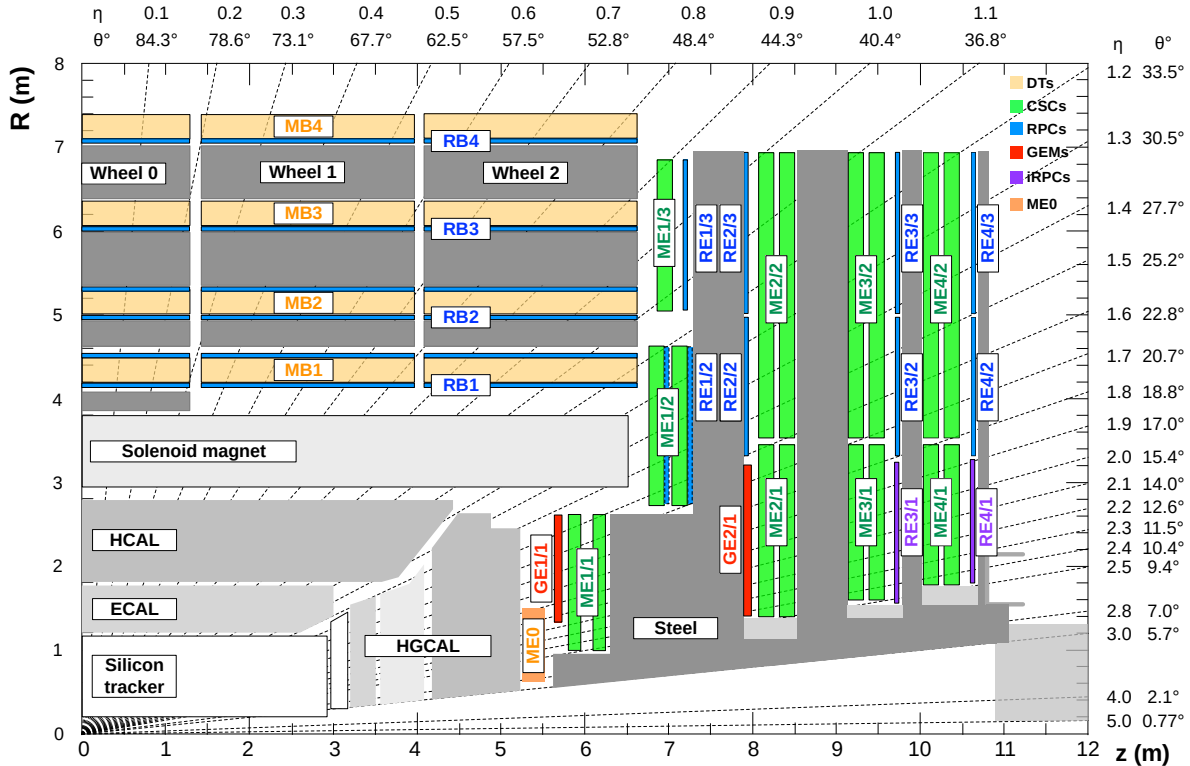 η 0.1 0.2 0.3 0.4 0.5 0.6 0.7 0.8 0.9 1.0 1.1
θ° 84.3° 78.6° 73.1° 67.7° 62.5° 57.5° 52.8° 48.4° 44.3° 40.4° 36.8° η θ°
R (m)
8
7
6
5
4
3
2
1
0
1.2 33.5°
1.3 30.5°
1.4 27.7°
1.5 25.2°
1.6 22.8°
1.7 20.7°
1.8 18.8°
1.9 17.0°
2.0 15.4°
2.1 14.0°
2.2 12.6°
2.3 11.5°
2.4 10.4°
2.5 9.4°
2.8 7.0°
3.0 5.7°
4.0 2.1°
5.0 0.77°
DTs
CSCs
RPCs
GEMs
iRPCs
ME0
MB4
RB4
Wheel 0 Wheel 1 Wheel 2
MB3
RB3
MB2
RB2
MB1
RB1
Solenoid magnet
HCAL
ECAL
Silicon
tracker
HGCAL
Steel
ME1/3
RE1/3
RE2/3
ME2/2
ME3/2
RE3/3
ME4/2
RE4/3
ME1/2
RE1/2
RE2/2
RE3/2
RE4/2
GE1/1
ME1/1
ME0
GE2/1
ME2/1
ME3/1
RE3/1
ME4/1
RE4/1
0 1 2 3 4 5 6 7 8 9 10 11 12
z (m)